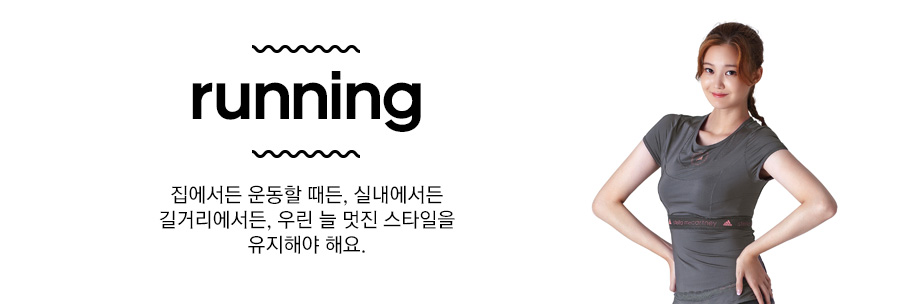 running
집에서든 운동할 때든, 실내에서든
길거리에서든, 우린 늘 멋진 스타일을
유지해야 해요.